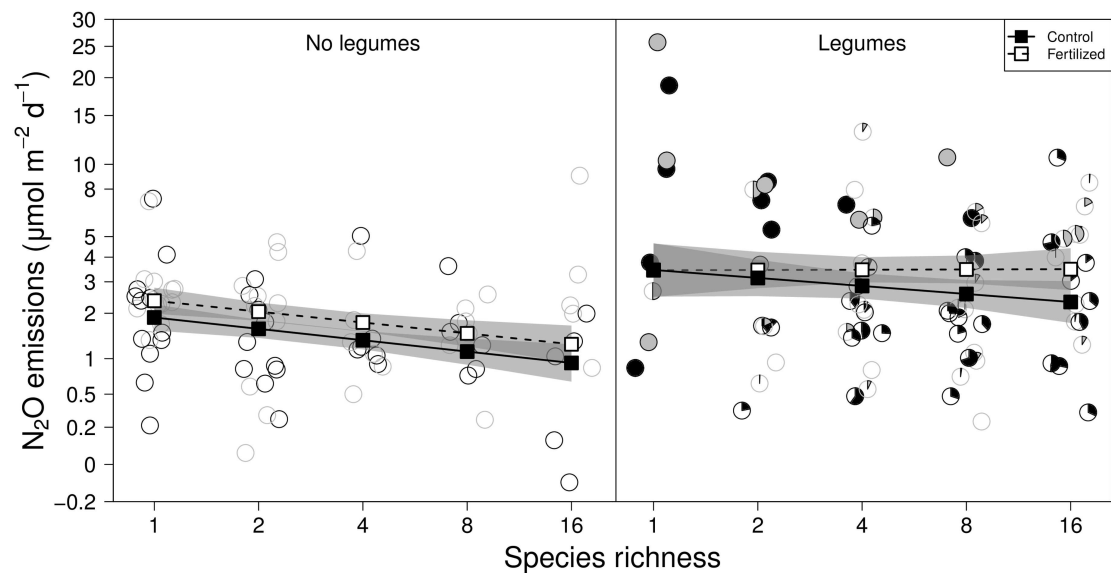 No legumes
Legumes
Control
Fertilized
N₂O emissions (μmol m⁻² d⁻¹)
30
25
20
15
10
8
5
4
3
2
1
0.5
0.2
0
−0.2
1 2 4 8 16
1 2 4 8 16
Species richness